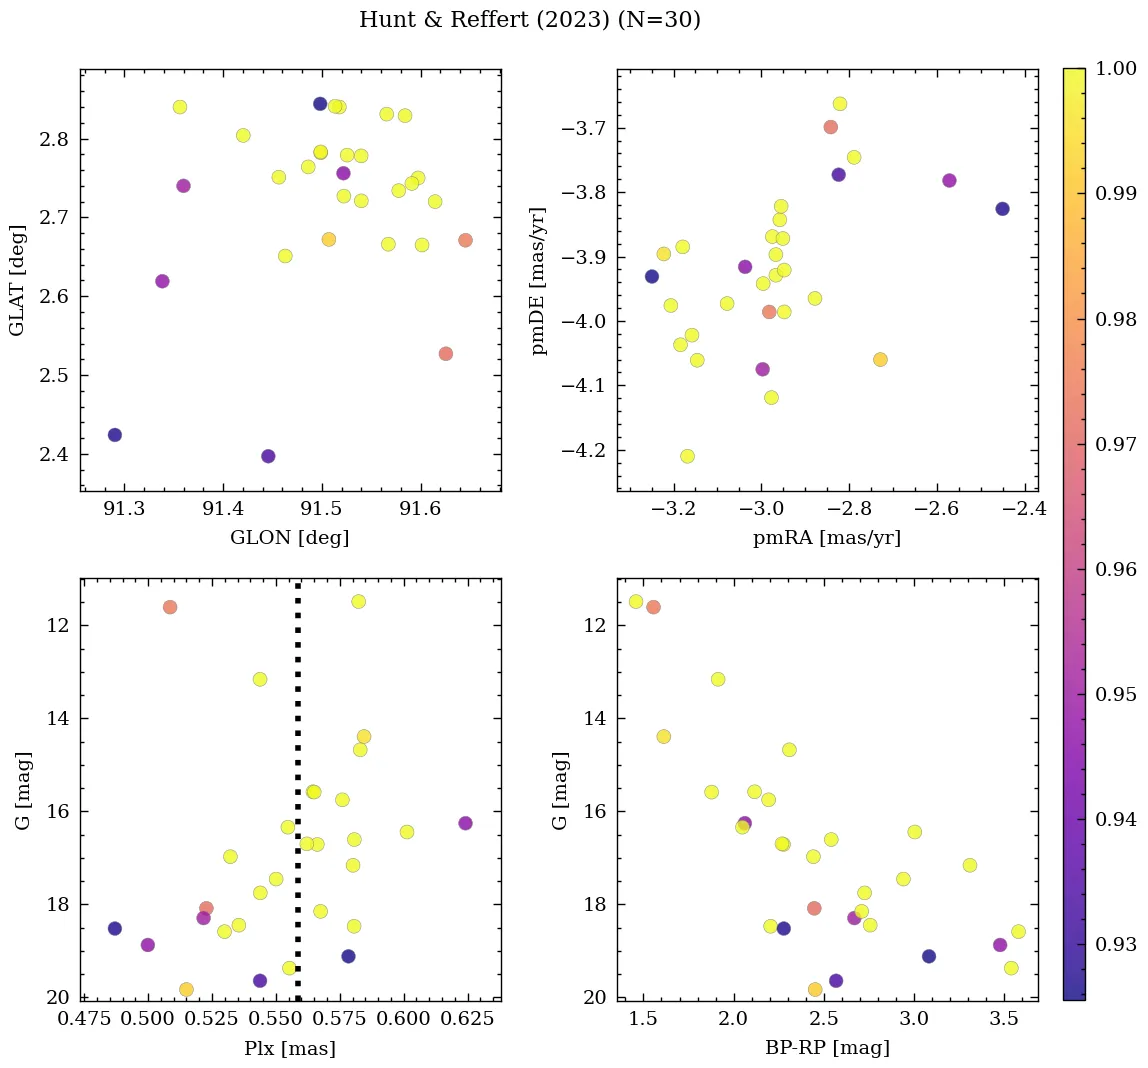 Hunt & Reffert (2023) (N=30)
2.8
2.7
2.6
2.5
2.4
GLAT [deg]
91.3 91.4 91.5 91.6
GLON [deg]
−3.7
−3.8
−3.9
−4.0
−4.1
−4.2
pmDE [mas/yr]
−3.2 −3.0 −2.8 −2.6 −2.4
pmRA [mas/yr]
12
14
16
18
20
G [mag]
0.475 0.500 0.525 0.550 0.575 0.600 0.625
Plx [mas]
12
14
16
18
20
G [mag]
1.5 2.0 2.5 3.0 3.5
BP-RP [mag]
1.00
0.99
0.98
0.97
0.96
0.95
0.94
0.93